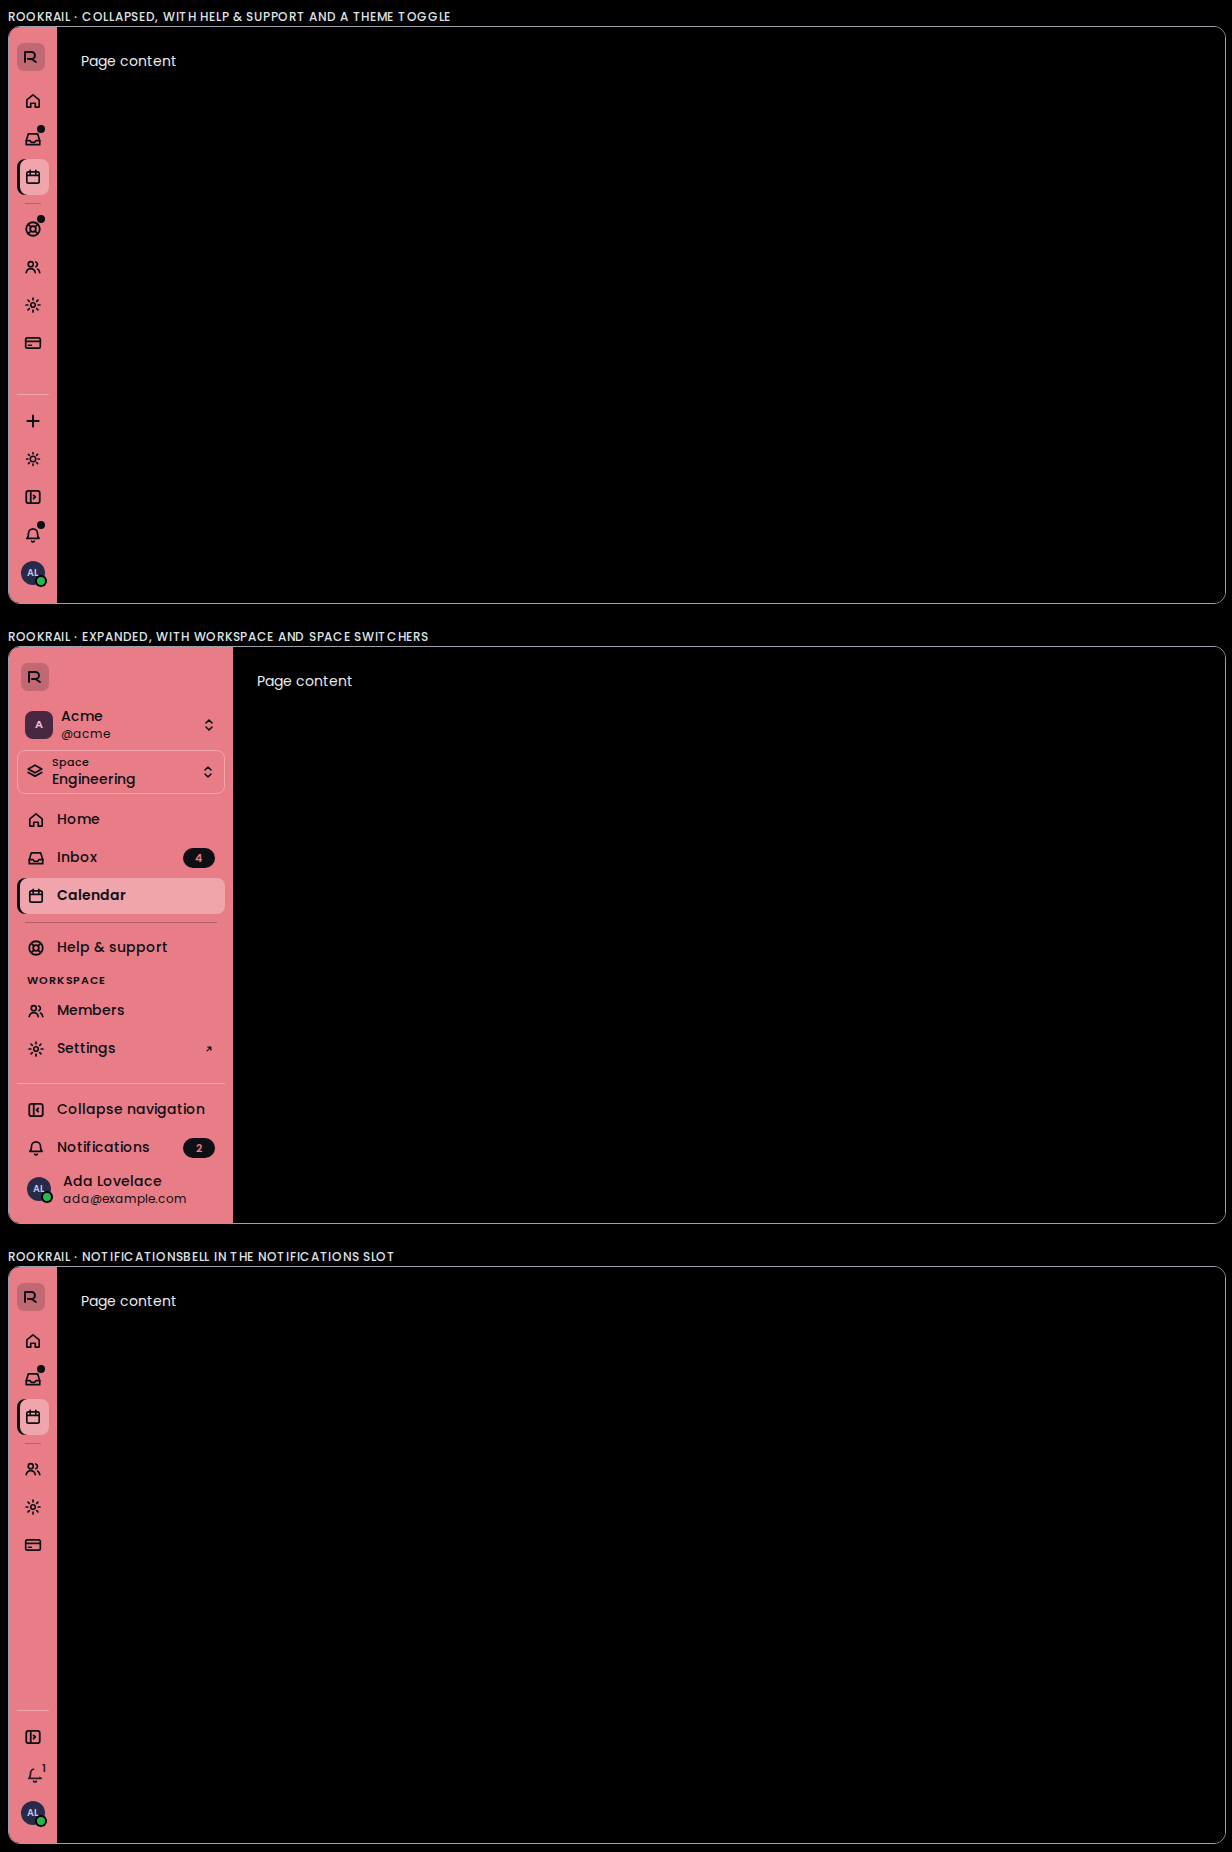 ROOKRAIL · COLLAPSED, WITH HELP & SUPPORT AND A THEME TOGGLE
R
Page content
AL
ROOKRAIL · EXPANDED, WITH WORKSPACE AND SPACE SWITCHERS
R
Page content
A
Acme
@acme
Space
Engineering
Home
Inbox 4
Calendar
Help & support
WORKSPACE
Members
Settings
Collapse navigation
Notifications 2
AL
Ada Lovelace
ada@example.com
ROOKRAIL · NOTIFICATIONSBELL IN THE NOTIFICATIONS SLOT
R
Page content
1
AL